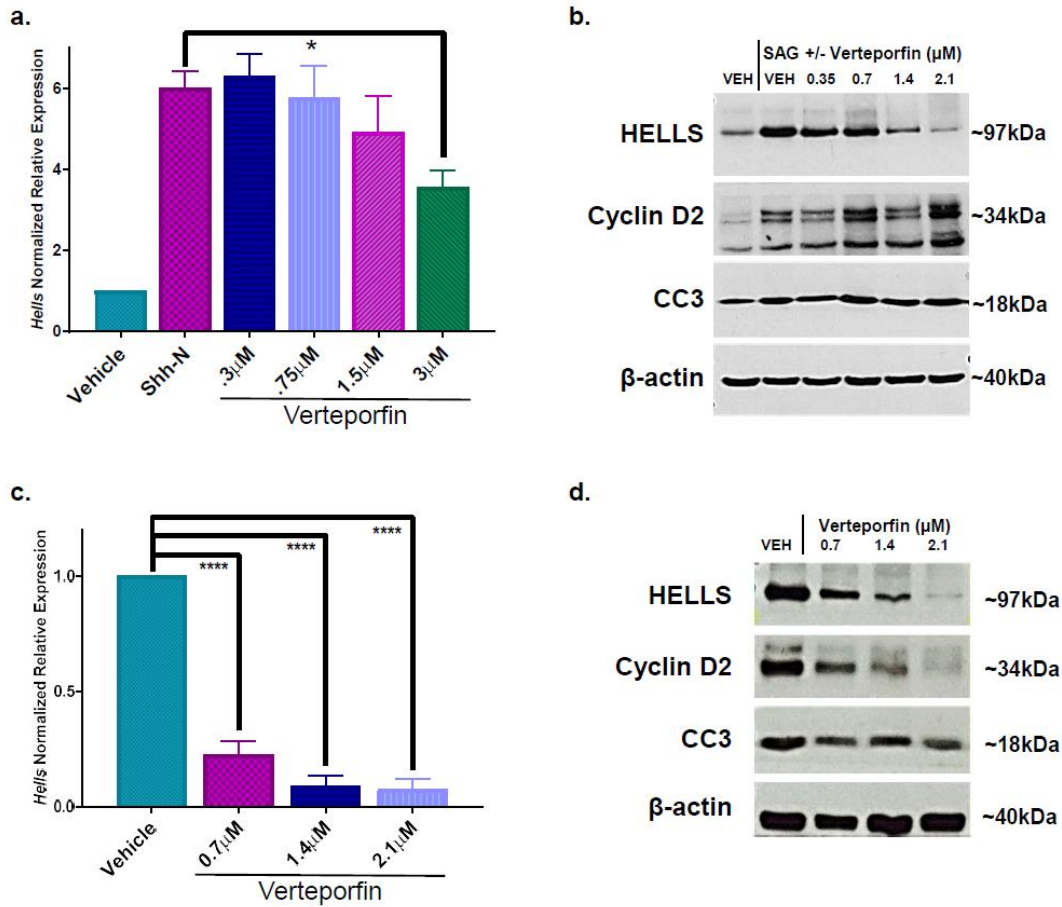 a.
Hells Normalized Relative Expression
6
4
2
0
*
Vehicle
Shh-N
.3μM
.75μM
1.5μM
3μM
Verteporfin
b.
SAG +/- Verteporfin (μM)
VEH VEH 0.35 0.7 1.4 2.1
HELLS ~97kDa
Cyclin D2 ~34kDa
CC3 ~18kDa
β-actin ~40kDa
c.
Hells Normalized Relative Expression
1.0
0.5
0.0
****
****
****
Vehicle
0.7μM
1.4μM
2.1μM
Verteporfin
d.
Verteporfin (μM)
VEH 0.7 1.4 2.1
HELLS ~97kDa
Cyclin D2 ~34kDa
CC3 ~18kDa
β-actin ~40kDa